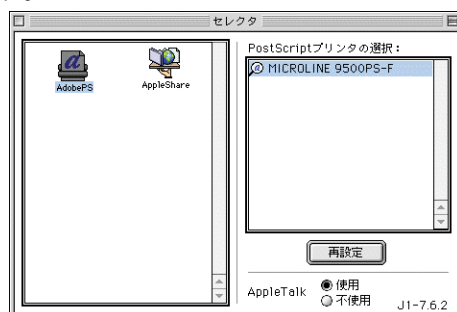 セレクタ
AdobePS
AppleShare
PostScriptプリンタの選択：
MICROLINE 9500PS-F
再設定
AppleTalk
使用
不使用
J1-7.6.2